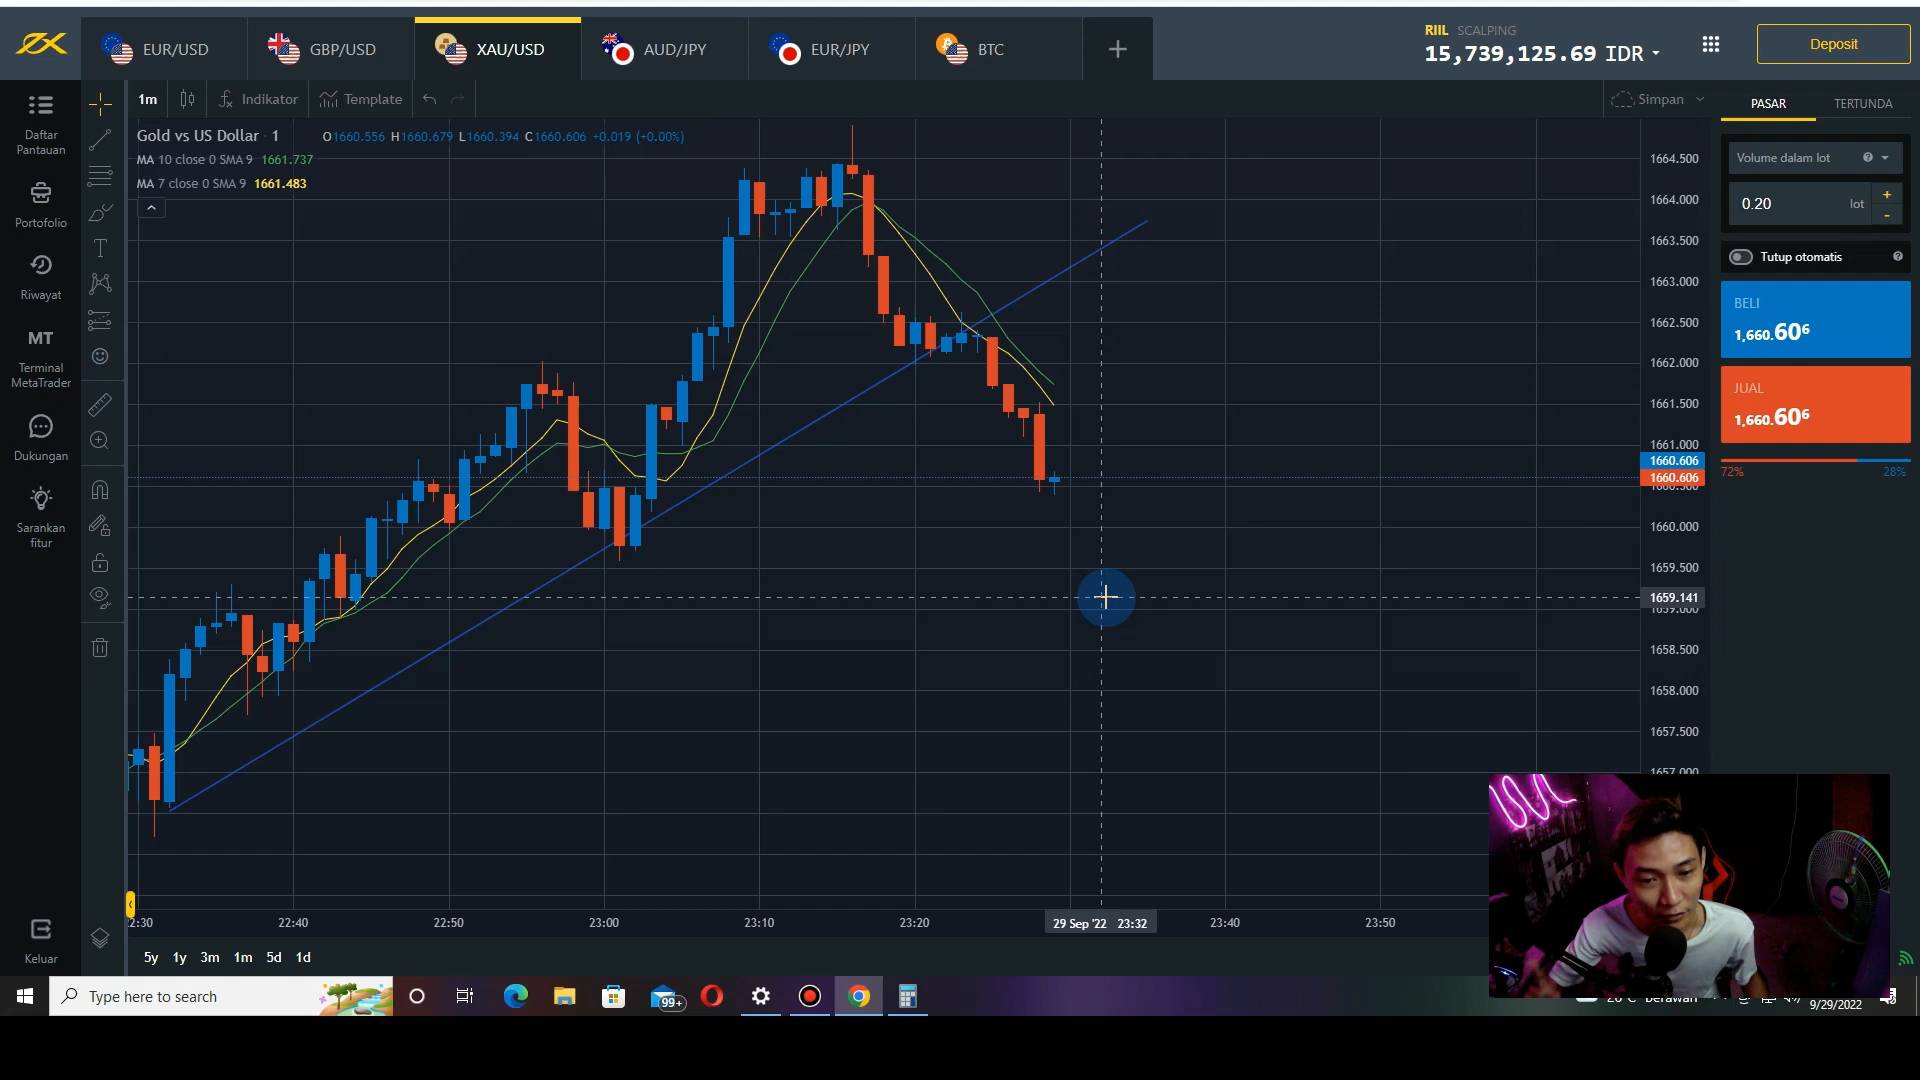 EUR/USD
GBP/USD
XAU/USD
AUD/JPY
EUR/JPY
BTC
RIIL SCALPING
15,739,125.69 IDR
Deposit
Daftar
Pantauan
Portofolio
Riwayat
MT
Terminal
MetaTrader
Dukungan
Sarankan
fitur
Keluar
1m
Indikator
Template
Simpan
Gold vs US Dollar · 1 O1660.556 H1660.679 L1660.394 C1660.606 +0.019 (+0.00%)
MA 10 close 0 SMA 9 1661.737
MA 7 close 0 SMA 9 1661.483
1664.500
1664.000
1663.500
1663.000
1662.500
1662.000
1661.500
1661.000
1660.606
1660.606
1660.500
1660.000
1659.500
1659.141
1659.000
1658.500
1658.000
1657.500
1657.000
PASAR
TERTUNDA
Volume dalam lot
0.20 lot
+
-
Tutup otomatis
BELI
1,660.606
JUAL
1,660.606
72% 28%
22:40 22:50 23:00 23:10 23:20 29 Sep '22 23:32 23:40 23:50
5y 1y 3m 1m 5d 1d
Type here to search
99+
9/29/2022